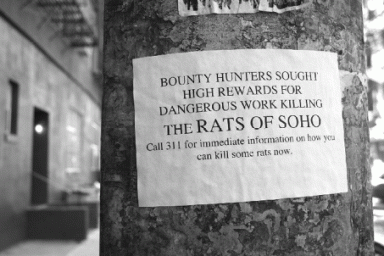 BOUNTY HUNTERS SOUGHT
HIGH REWARDS FOR
DANGEROUS WORK KILLING
THE RATS OF SOHO
Call 311 for immediate information on how you
can kill some rats now.